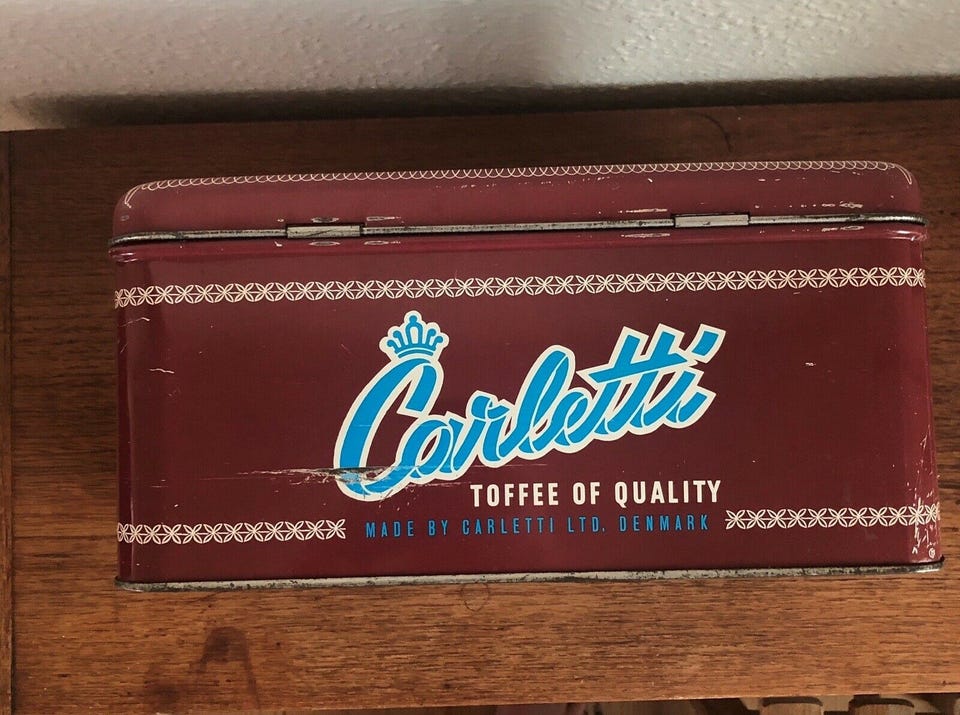 Carletti
TOFFEE OF QUALITY
MADE BY CARLETTI LTD. DENMARK